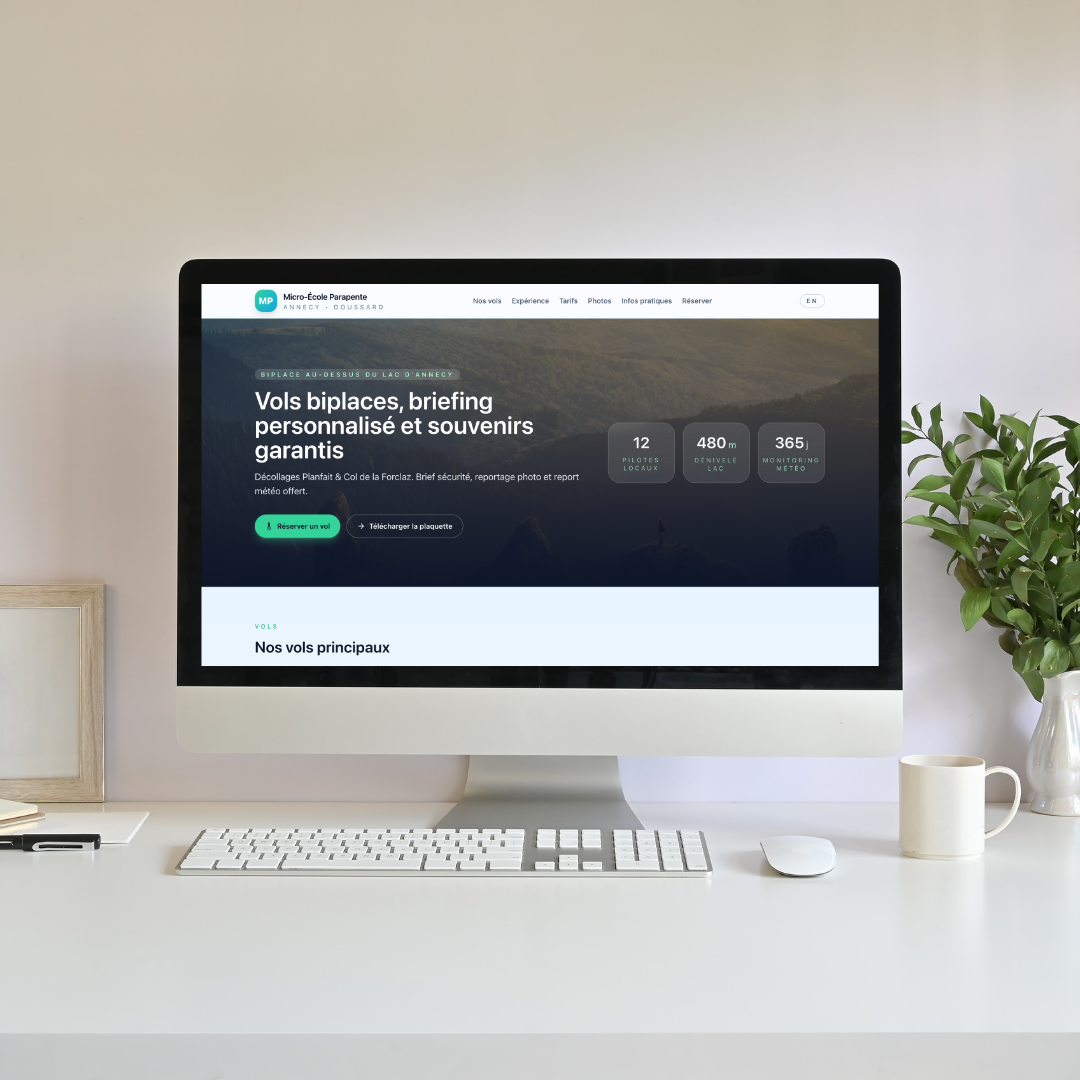 MP
Micro-École Parapente
ANNECY • DOUSSARD
Nos vols Expérience Tarifs Photos Infos pratiques Réserver
EN
BIPLACE AU-DESSUS DU LAC D'ANNECY
Vols biplaces, briefing
personnalisé et souvenirs
garantis
Décollages Planfait & Col de la Forclaz. Brief sécurité, reportage photo et report
météo offert.
Réserver un vol
→ Télécharger la plaquette
12
PILOTES
LOCAUX
480 m
DÉNIVELÉ
LAC
365 j
MONITORING
MÉTÉO
VOLS
Nos vols principaux